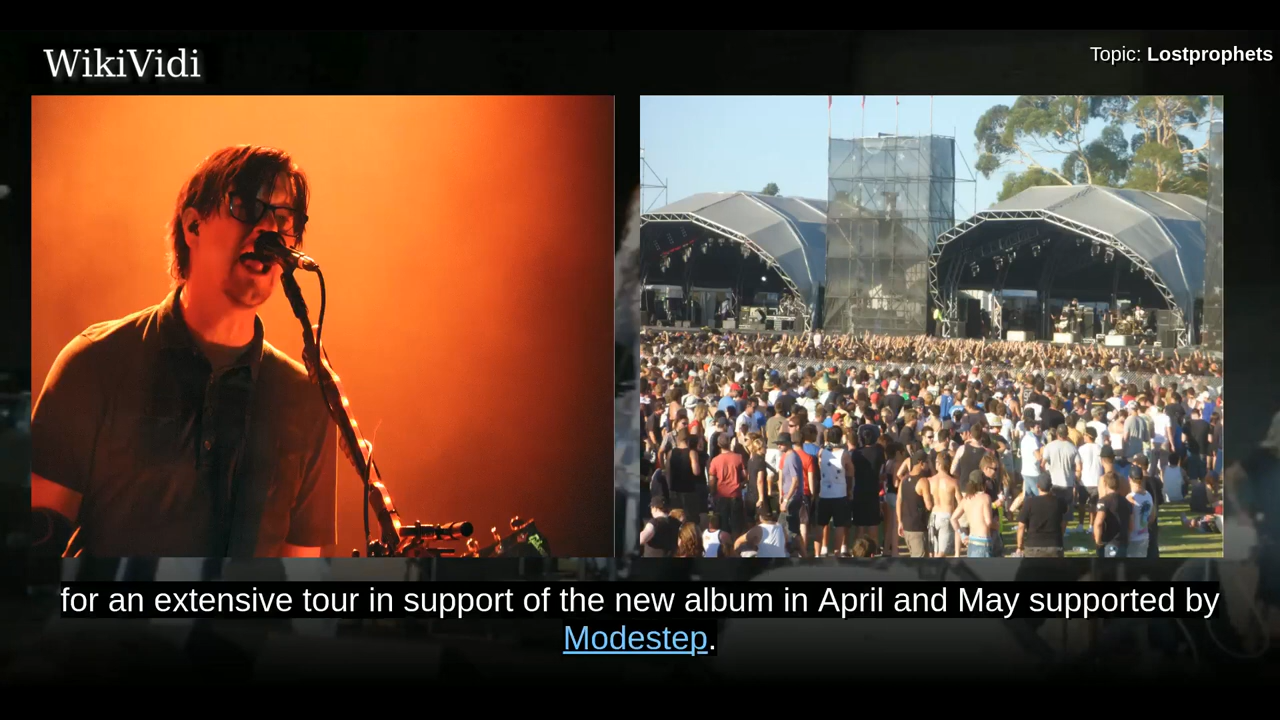 WikiVidi
Topic: Lostprophets
for an extensive tour in support of the new album in April and May supported by
Modestep.